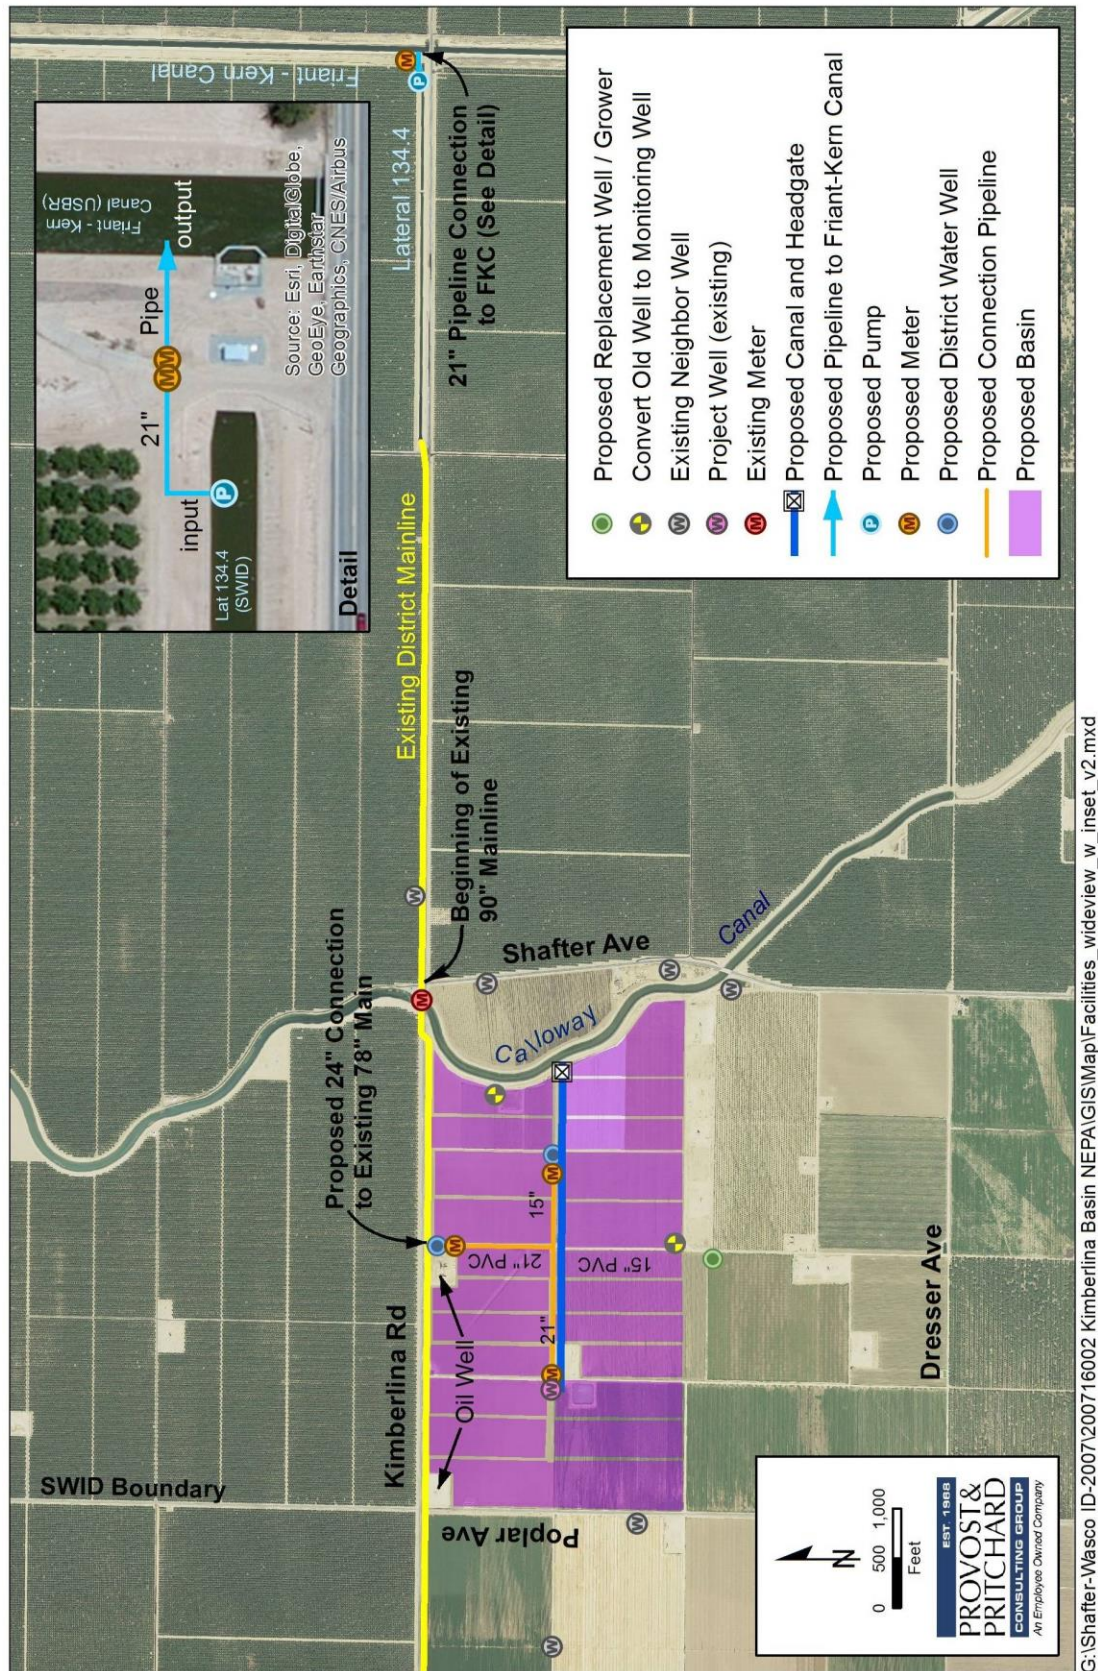 Friant - Kern Canal
Lateral 134.4
21" Pipeline Connection
to FKC (See Detail)
Friant - Kern
Canal (USBR)
output
Pipe
21"
input
Lat 134.4
(SWID)
Source: Esri, DigitalGlobe,
GeoEye, Earthstar
Geographics, CNES/Airbus
Detail
M
P
M
M
P
Existing District Mainline
Beginning of Existing
90" Mainline
Proposed 24" Connection
to Existing 78" Main
Shafter Ave
Canal
Calloway
Kimberlina Rd
Oil Well
SWID Boundary
Poplar Ave
Dresser Ave
15"
21" PVC
15" PVC
21"
M
M
M
M
W
W
W
W
W
W
W
Proposed Replacement Well / Grower
Convert Old Well to Monitoring Well
W Existing Neighbor Well
W Project Well (existing)
M Existing Meter
Proposed Canal and Headgate
Proposed Pipeline to Friant-Kern Canal
P Proposed Pump
M Proposed Meter
Proposed District Water Well
Proposed Connection Pipeline
Proposed Basin
N
0 500 1,000
Feet
EST. 1968
PROVOST&
PRITCHARD
CONSULTING GROUP
An Employee Owned Company
G:\Shafter-Wasco ID-2007\200716002 Kimberlina Basin NEPA\GIS\Map\Facilities_wideview_w_inset_v2.mxd